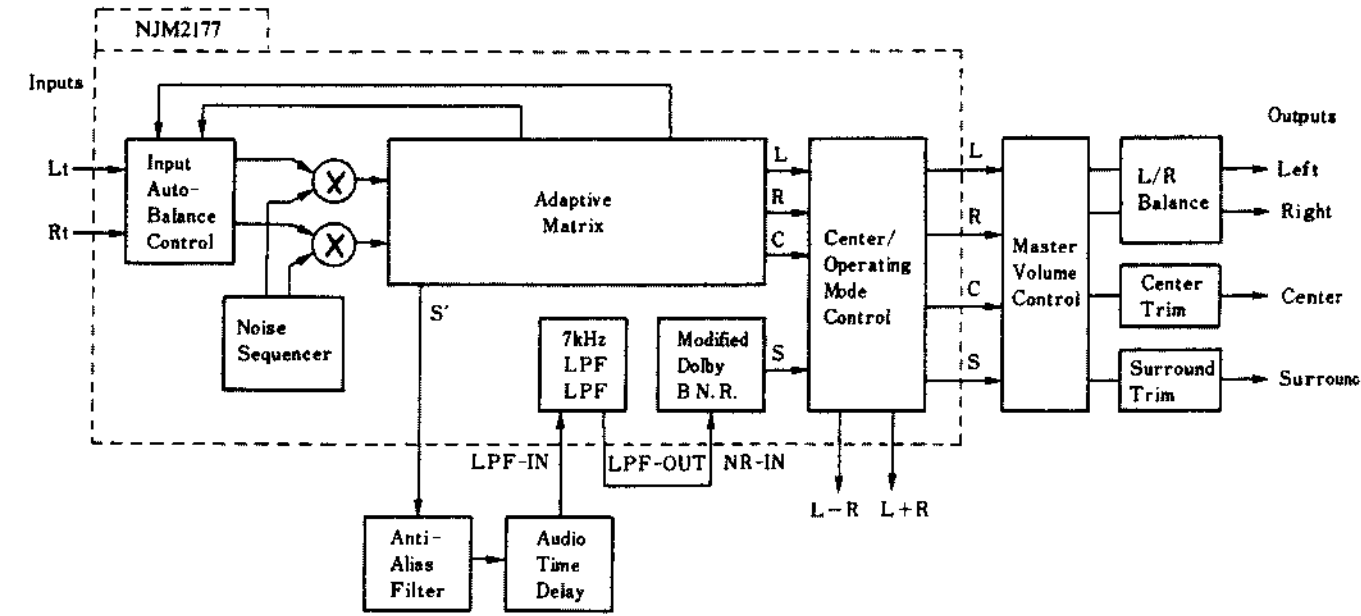 NJM2177
Inputs
Outputs
Lt
Rt
Input
Auto-
Balance
Control
X
X
Noise
Sequencer
Adaptive
Matrix
S'
L
R
C
7kHz
LPF
LPF
Modified
Dolby
B N.R.
S
Center/
Operating
Mode
Control
L
R
C
S
Master
Volume
Control
L/R
Balance
Center
Trim
Surround
Trim
Left
Right
Center
Surround
LPF-IN
LPF-OUT
NR-IN
L-R
L+R
Anti-
Alias
Filter
Audio
Time
Delay